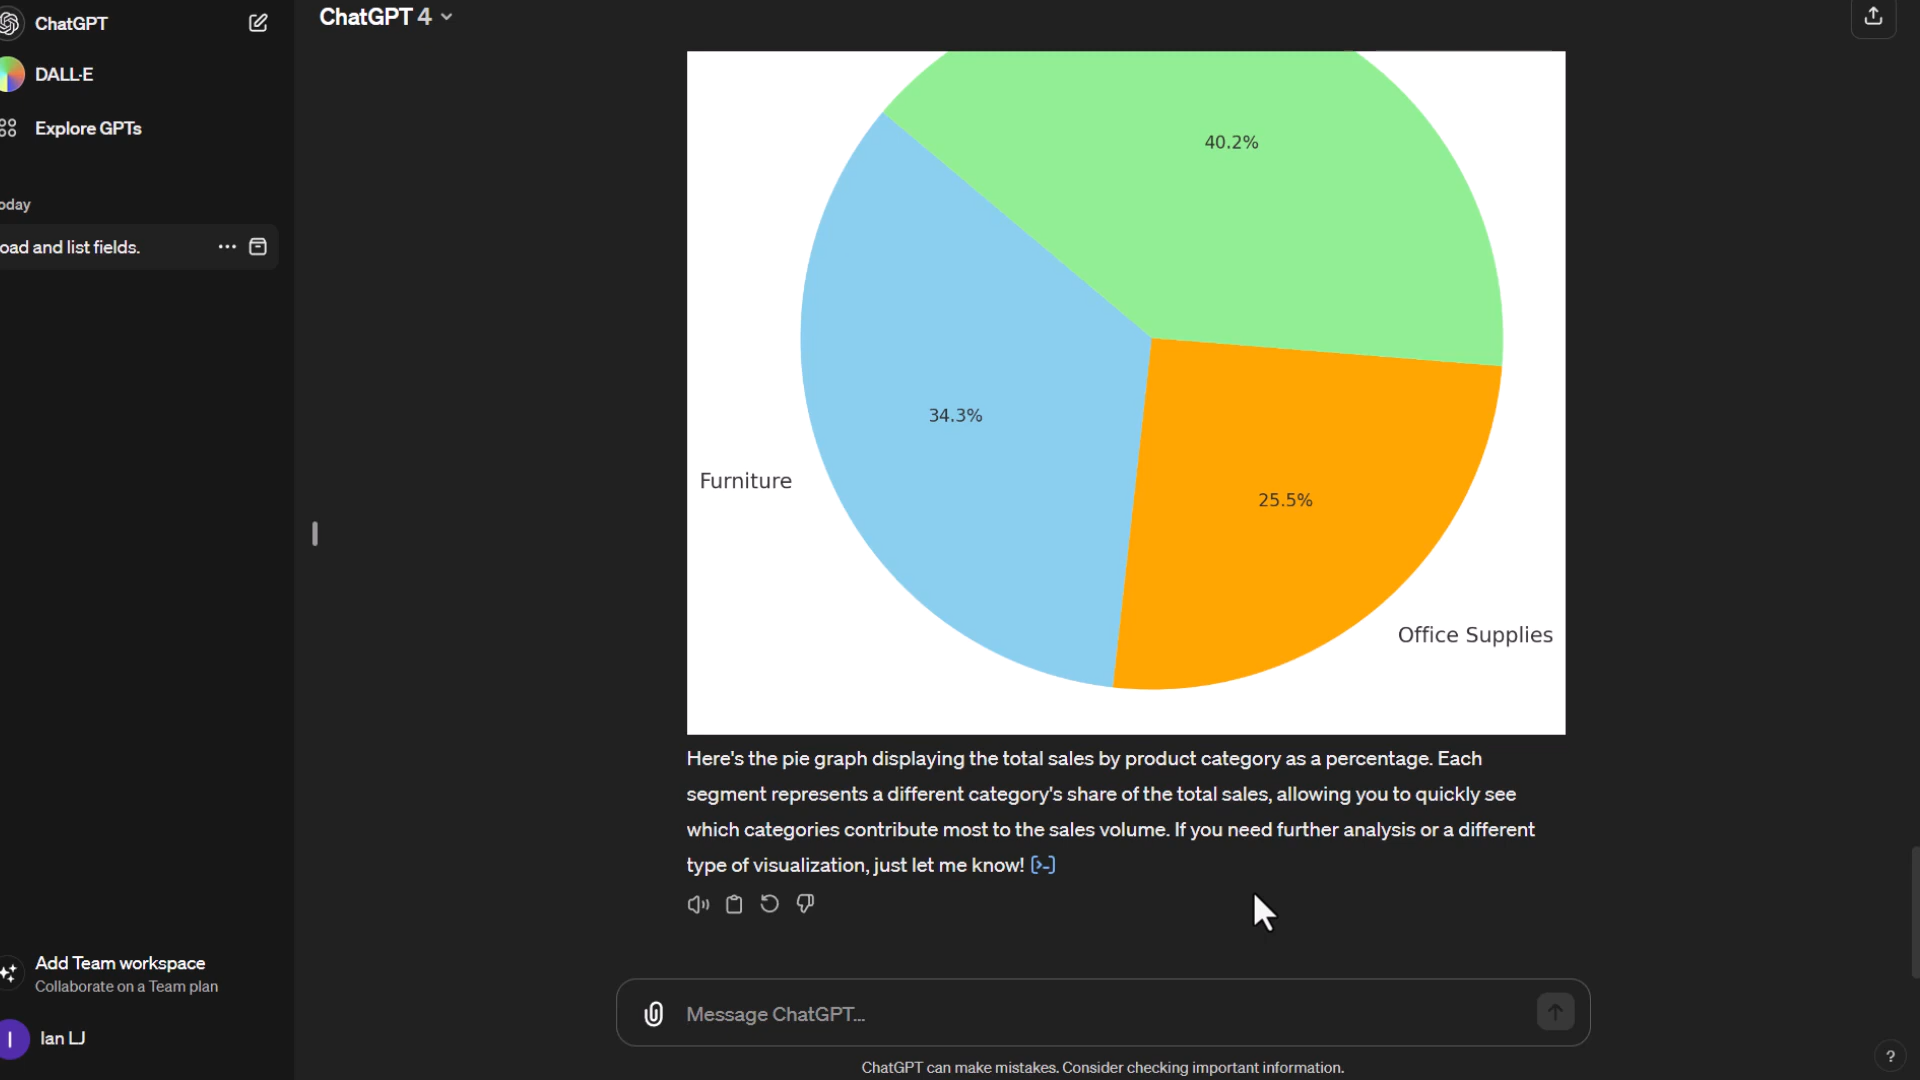 ChatGPT
DALL·E
Explore GPTs
oday
oad and list fields.
Add Team workspace
Collaborate on a Team plan
I
Ian LJ
ChatGPT 4
40.2%
34.3%
Furniture
25.5%
Office Supplies
Here's the pie graph displaying the total sales by product category as a percentage. Each
segment represents a different category's share of the total sales, allowing you to quickly see
which categories contribute most to the sales volume. If you need further analysis or a different
type of visualization, just let me know! [>-]
Message ChatGPT...
ChatGPT can make mistakes. Consider checking important information.
?